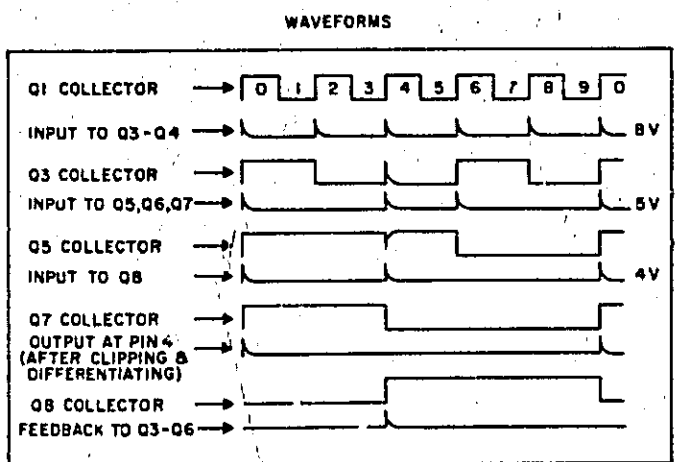 WAVEFORMS
Q1 COLLECTOR
0 1 2 3 4 5 6 7 8 9 0
INPUT TO Q3-Q4
8V
Q3 COLLECTOR
INPUT TO Q5,Q6,Q7
5V
Q5 COLLECTOR
INPUT TO Q8
4V
Q7 COLLECTOR
OUTPUT AT PIN 4
(AFTER CLIPPING &
DIFFERENTIATING)
Q8 COLLECTOR
FEEDBACK TO Q3-Q6